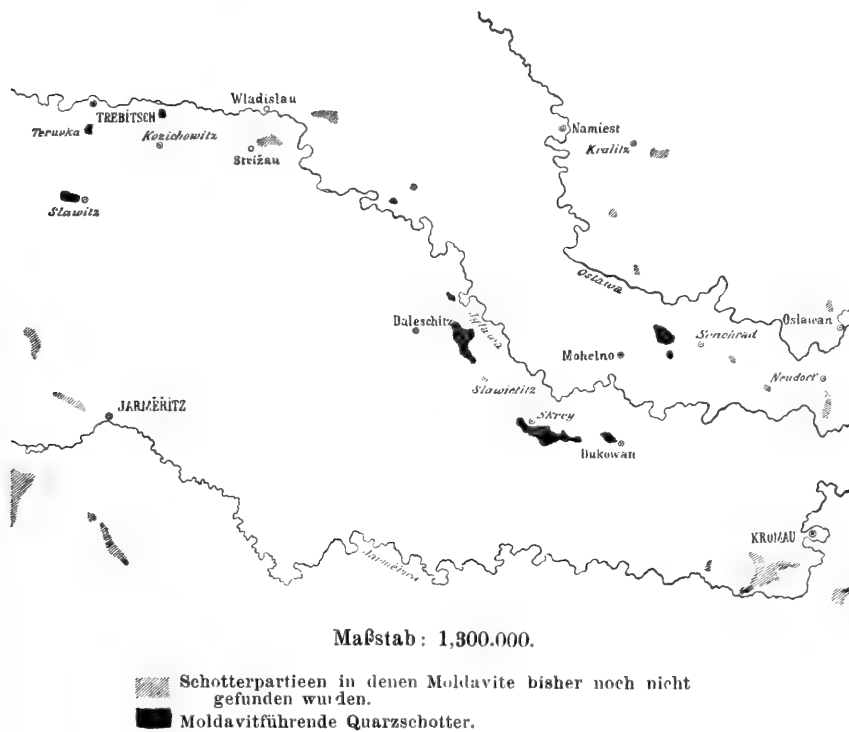 Wladislau
TREBITSCH
Teruvka
Kozichowitz
Strižau
Slawitz
Namiest
Kralitz
Oslawa
Daleschitz
Iglawa
Oslawan
Senohrad
Mohelno
Neudorf
Slawietitz
JARMĚRITZ
Skrey
Dukowan
KROMAU
Jarmĕřitz
Maßstab: 1,300.000.
Schotterpartieen in denen Moldavite bisher noch nicht
gefunden wurden.
Moldavitführende Quarzschotter.